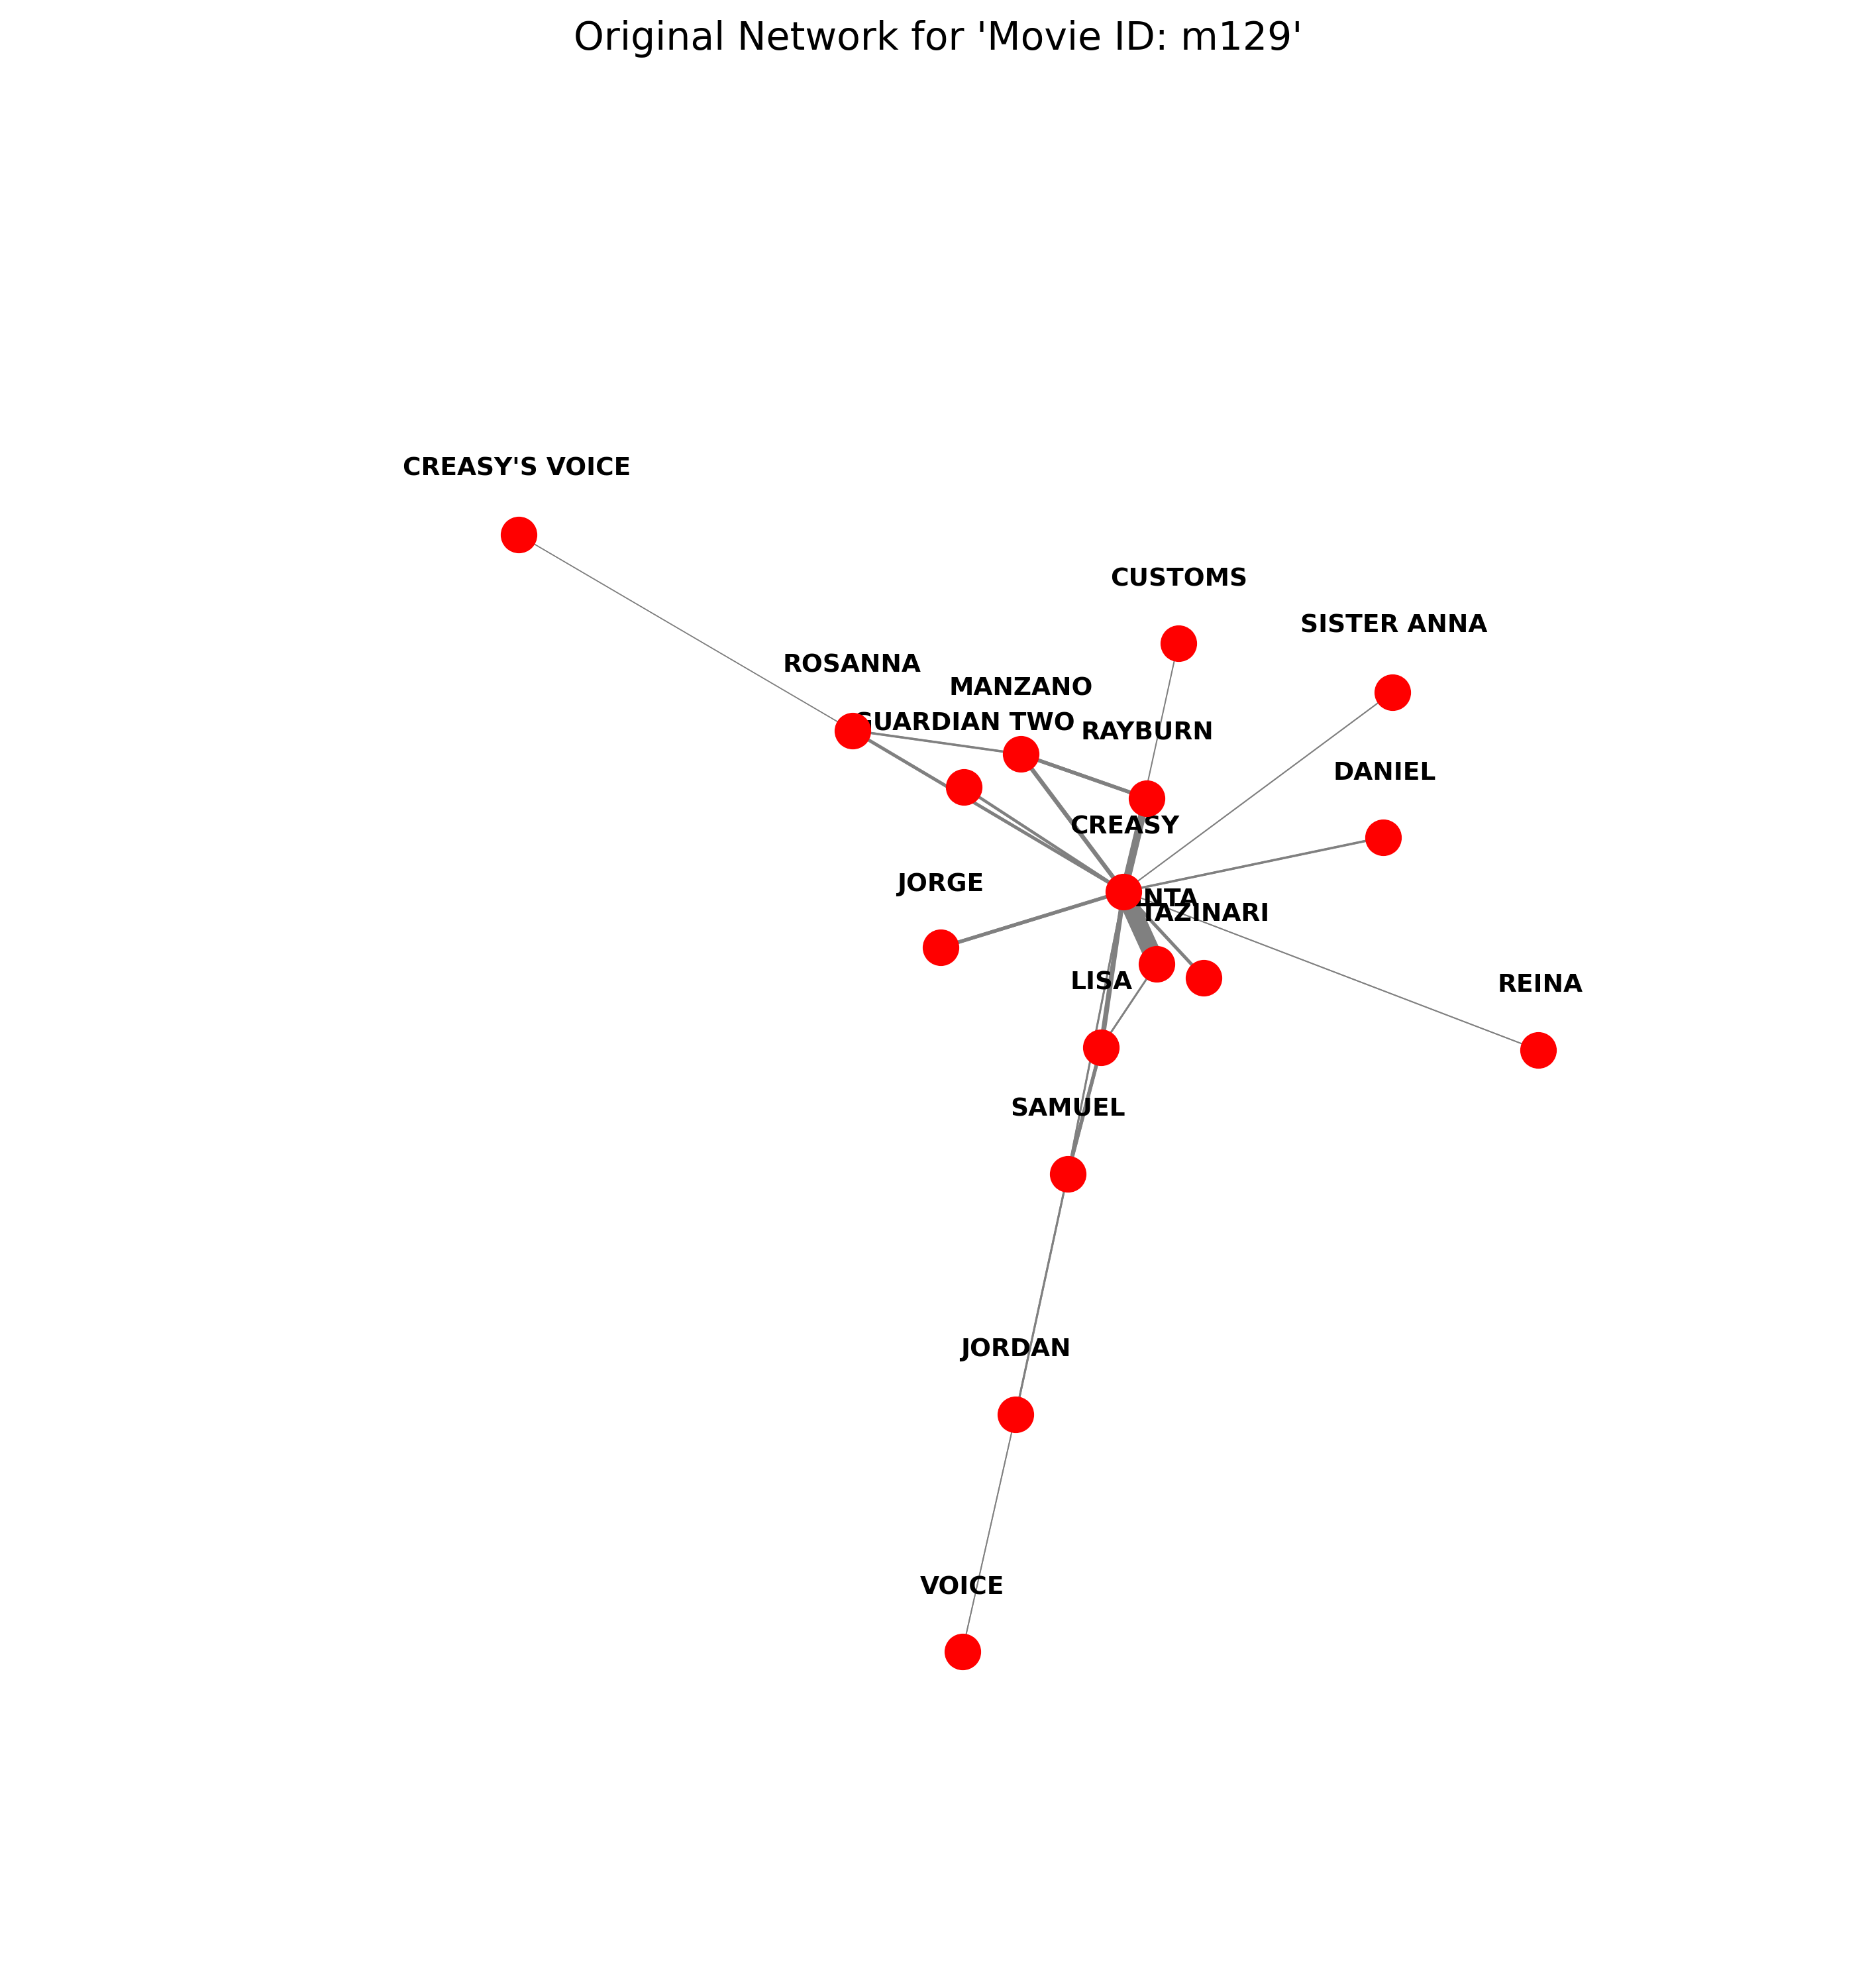 Original Network for 'Movie ID: m129'
CREASY'S VOICE
CUSTOMS
SISTER ANNA
ROSANNA
MANZANO
GUARDIAN TWO
RAYBURN
DANIEL
CREASY
JORGE
NTA
TAZINARI
LISA
REINA
SAMUEL
JORDAN
VOICE